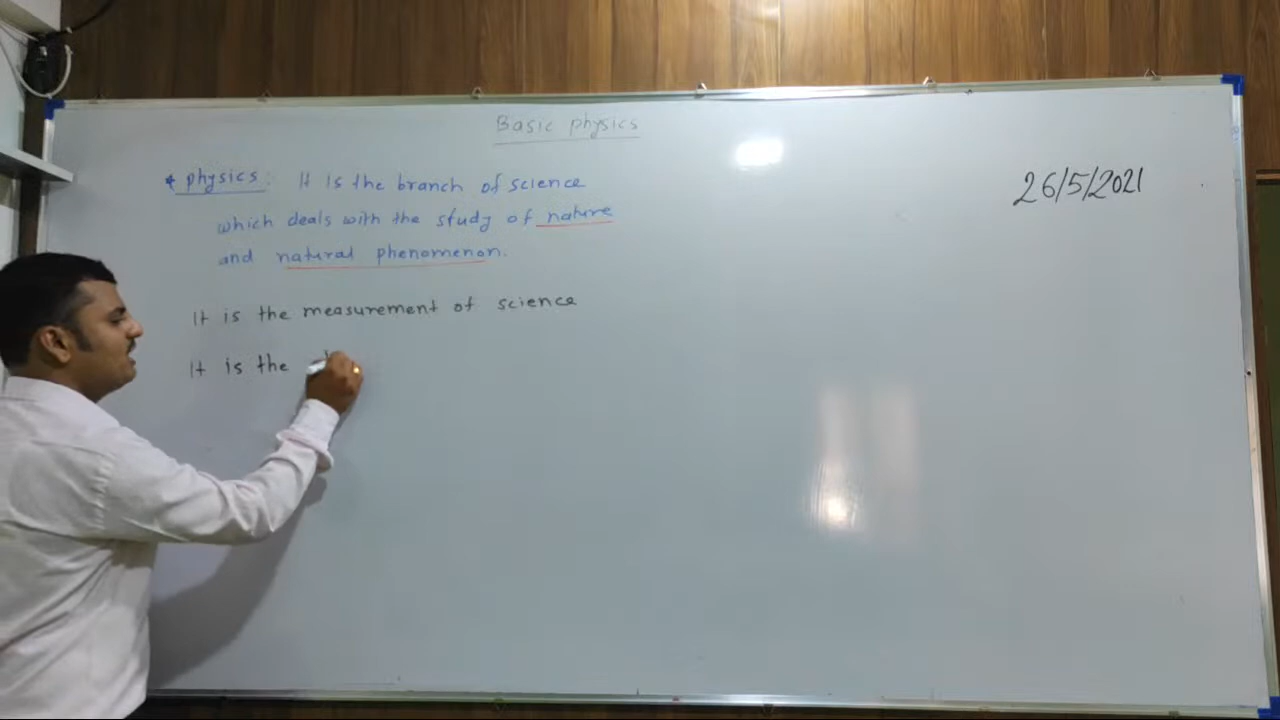 Basic physics
* physics: It is the branch of science
26/5/2021
which deals with the study of nature
and natural phenomenon.
It is the measurement of science
It is the